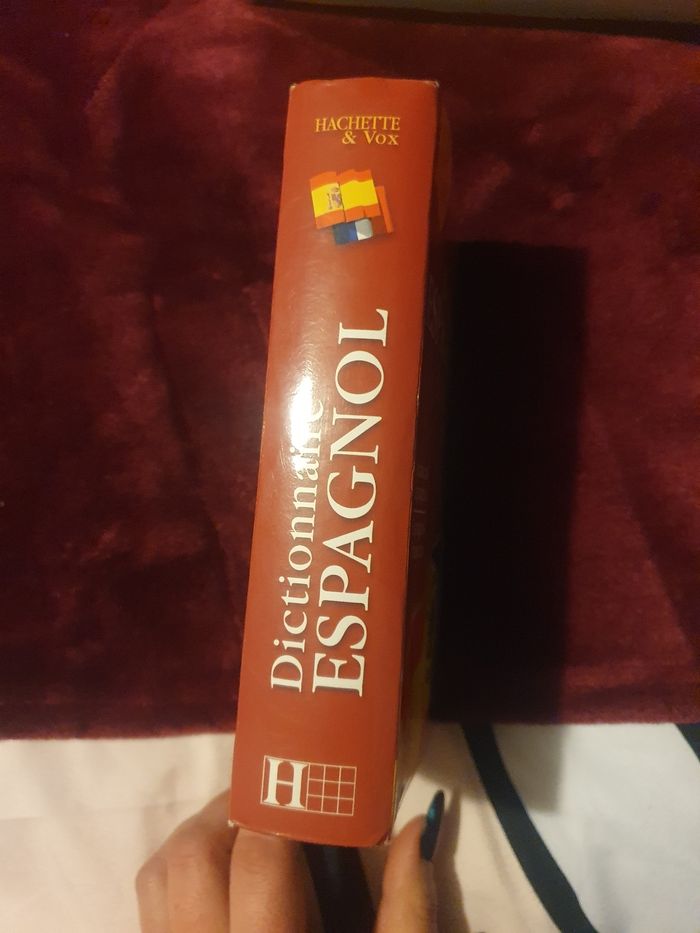 HACHETTE
& VOX
Dictionnaire
ESPAGNOL
H